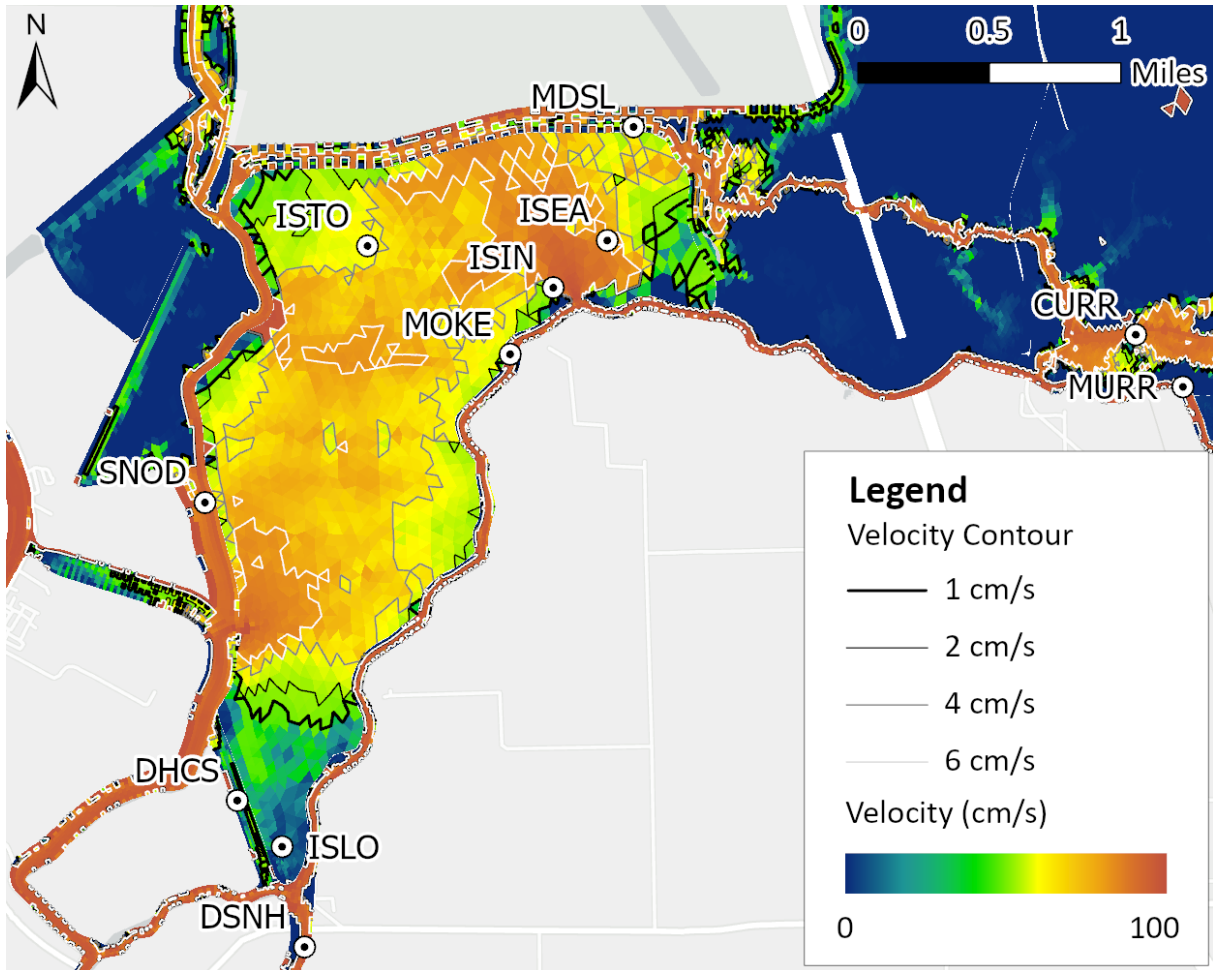 N
0 0.5 1
Miles
MDSL
ISTO
ISEA
ISIN
MOKE
CURR
MURR
SNOD
DHCS
ISLO
DSNH
Legend
Velocity Contour
1 cm/s
2 cm/s
4 cm/s
6 cm/s
Velocity (cm/s)
0 100